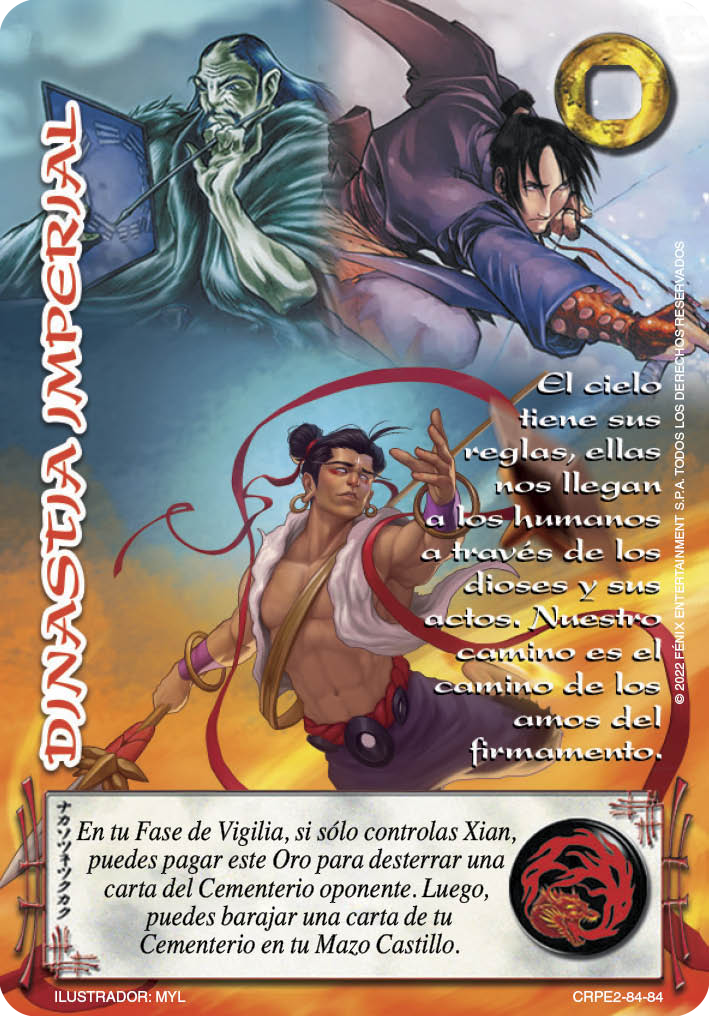 DINASTIA IMPERIAL
El cielo
tiene sus
reglas, ellas
nos llegan
a los humanos
a través de los
dioses y sus
actos. Nuestro
camino es el
camino de los
amos del
firmamento.
© 2022 FÉNIX ENTERTAINMENT S.P.A. TODOS LOS DERECHOS RESERVADOS
ナカソツネツクカク
En tu Fase de Vigilia, si sólo controlas Xian,
puedes pagar este Oro para desterrar una
carta del Cementerio oponente. Luego,
puedes barajar una carta de tu
Cementerio en tu Mazo Castillo.
ILUSTRADOR: MYL
CRPE2-84-84